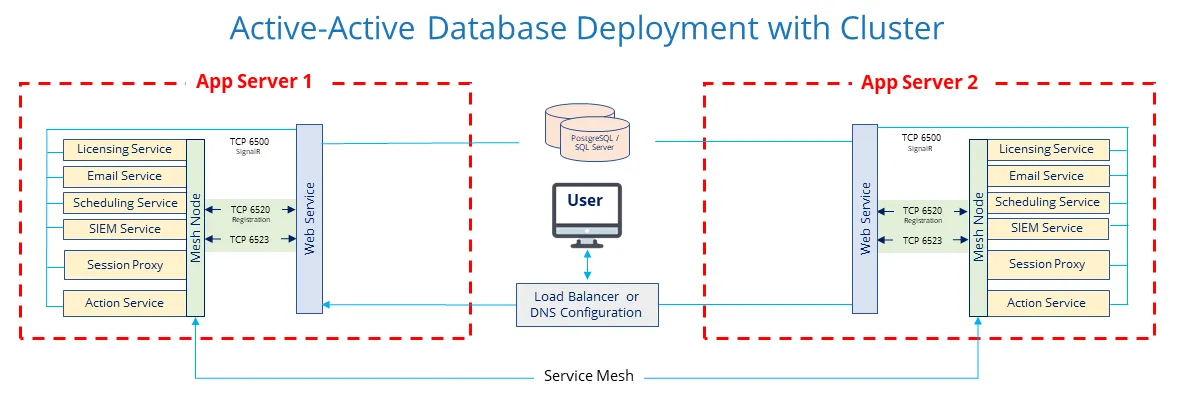 Active-Active Database Deployment with Cluster
App Server 1
App Server 2
TCP 6500
SignalR
Licensing Service
Email Service
Scheduling Service
SIEM Service
Session Proxy
Action Service
Mesh Node
TCP 6520
Registration
TCP 6523
Web Service
PostgreSQL /
SQL Server
User
Load Balancer or
DNS Configuration
Web Service
TCP 6500
SignalR
TCP 6520
Registration
TCP 6523
Mesh Node
Licensing Service
Email Service
Scheduling Service
SIEM Service
Session Proxy
Action Service
Service Mesh